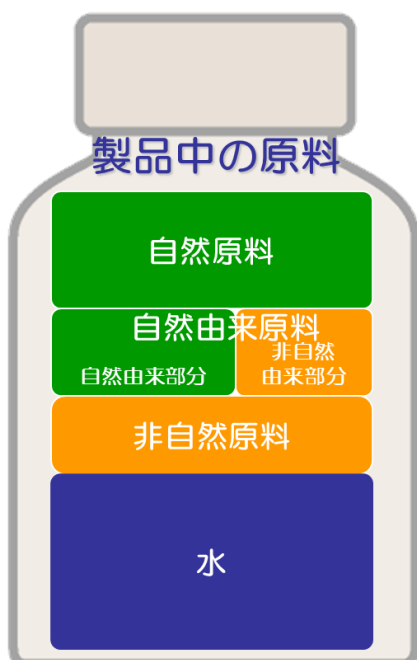 製品中の原料
自然原料
自然由来原料
自然由来部分
非自然
由来部分
非自然原料
水